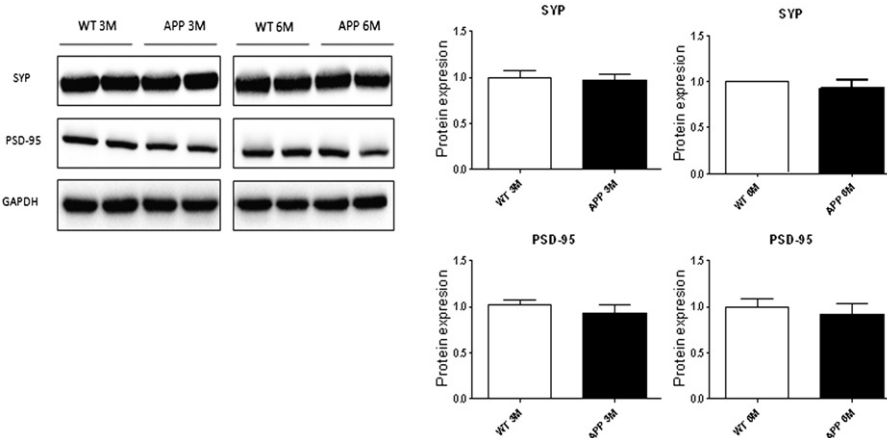 WT 3M APP 3M WT 6M APP 6M
SYP
PSD-95
GAPDH
SYP
Protein expresion
1.5
1.0
0.5
0.0
WT 3M APP 3M
SYP
Protein expresion
1.5
1.0
0.5
0.0
WT 6M APP 6M
PSD-95
Protein expresion
1.5
1.0
0.5
0.0
WT 3M APP 3M
PSD-95
Protein expresion
1.5
1.0
0.5
0.0
WT 6M APP 6M